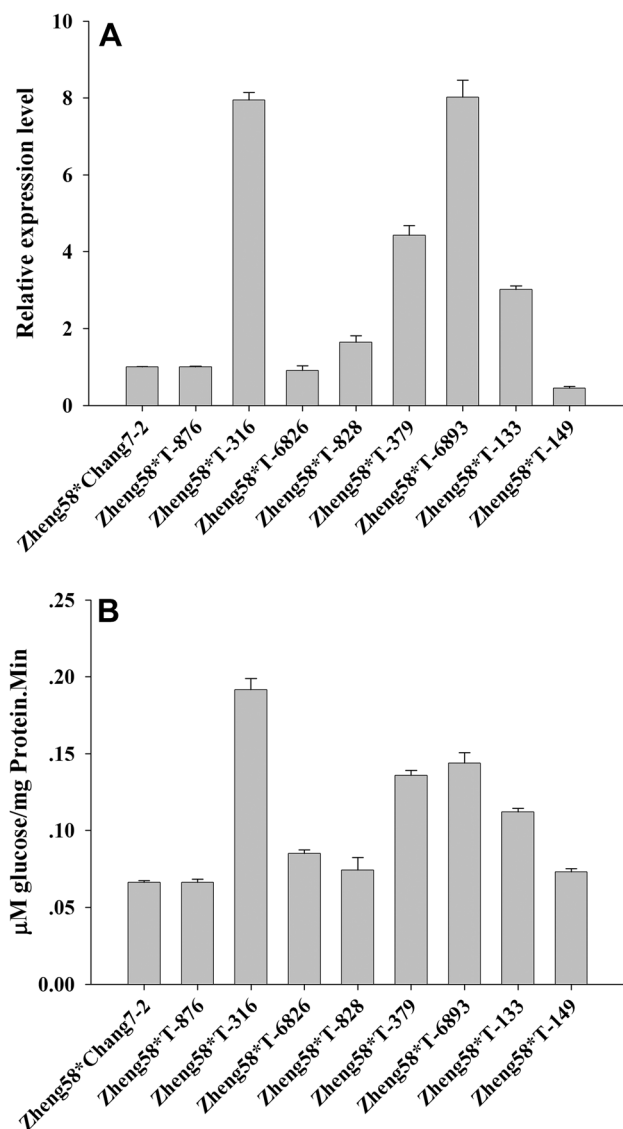 A
Relative expression level
10
8
6
4
2
0
Zheng58*Chang7-2
Zheng58*T-876
Zheng58*T-316
Zheng58*T-6826
Zheng58*T-828
Zheng58*T-379
Zheng58*T-6893
Zheng58*T-133
Zheng58*T-149
B
µM glucose/mg Protein.Min
.25
.20
.15
.10
.05
0.00
Zheng58*Chang7-2
Zheng58*T-876
Zheng58*T-316
Zheng58*T-6826
Zheng58*T-828
Zheng58*T-379
Zheng58*T-6893
Zheng58*T-133
Zheng58*T-149